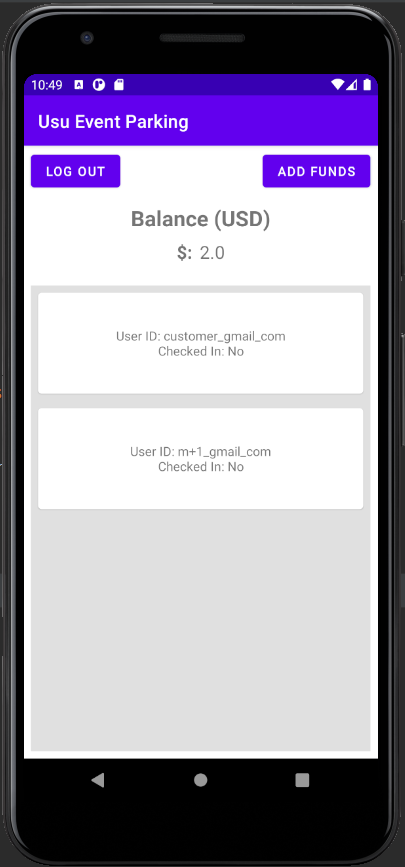 10:49
Usu Event Parking
LOG OUT
ADD FUNDS
Balance (USD)
$: 2.0
User ID: customer_gmail_com
Checked In: No
User ID: m+1_gmail_com
Checked In: No